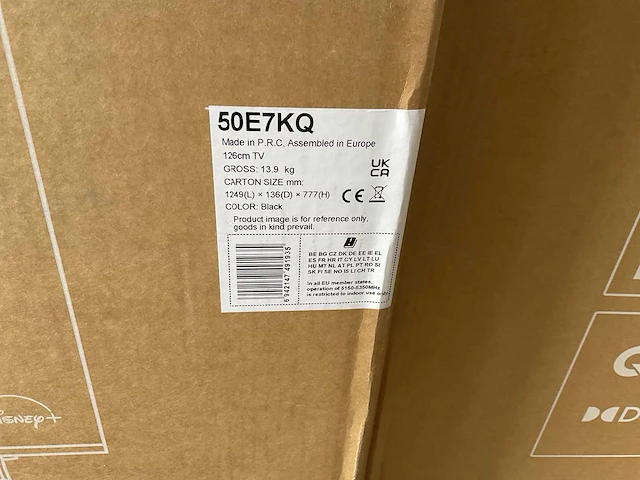 50E7KQ
Made in P.R.C, Assembled in Europe
126cm TV
GROSS: 13.9 kg
CARTON SIZE mm:
1249(L) × 136(D) × 777(H)
COLOR: Black
Product image is for reference only,
goods in kind prevail.
UK
CA
CE
6942147491935
BE BG CZ DK DE EE IE EL
ES FR HR IT CY LV LT LU
HU MT NL AT PL PT RO SI
SK FI SE NO IS LI CH TR
In all EU member states,
operation of 5150-5350MHz
is restricted to indoor use only
DISNEY+